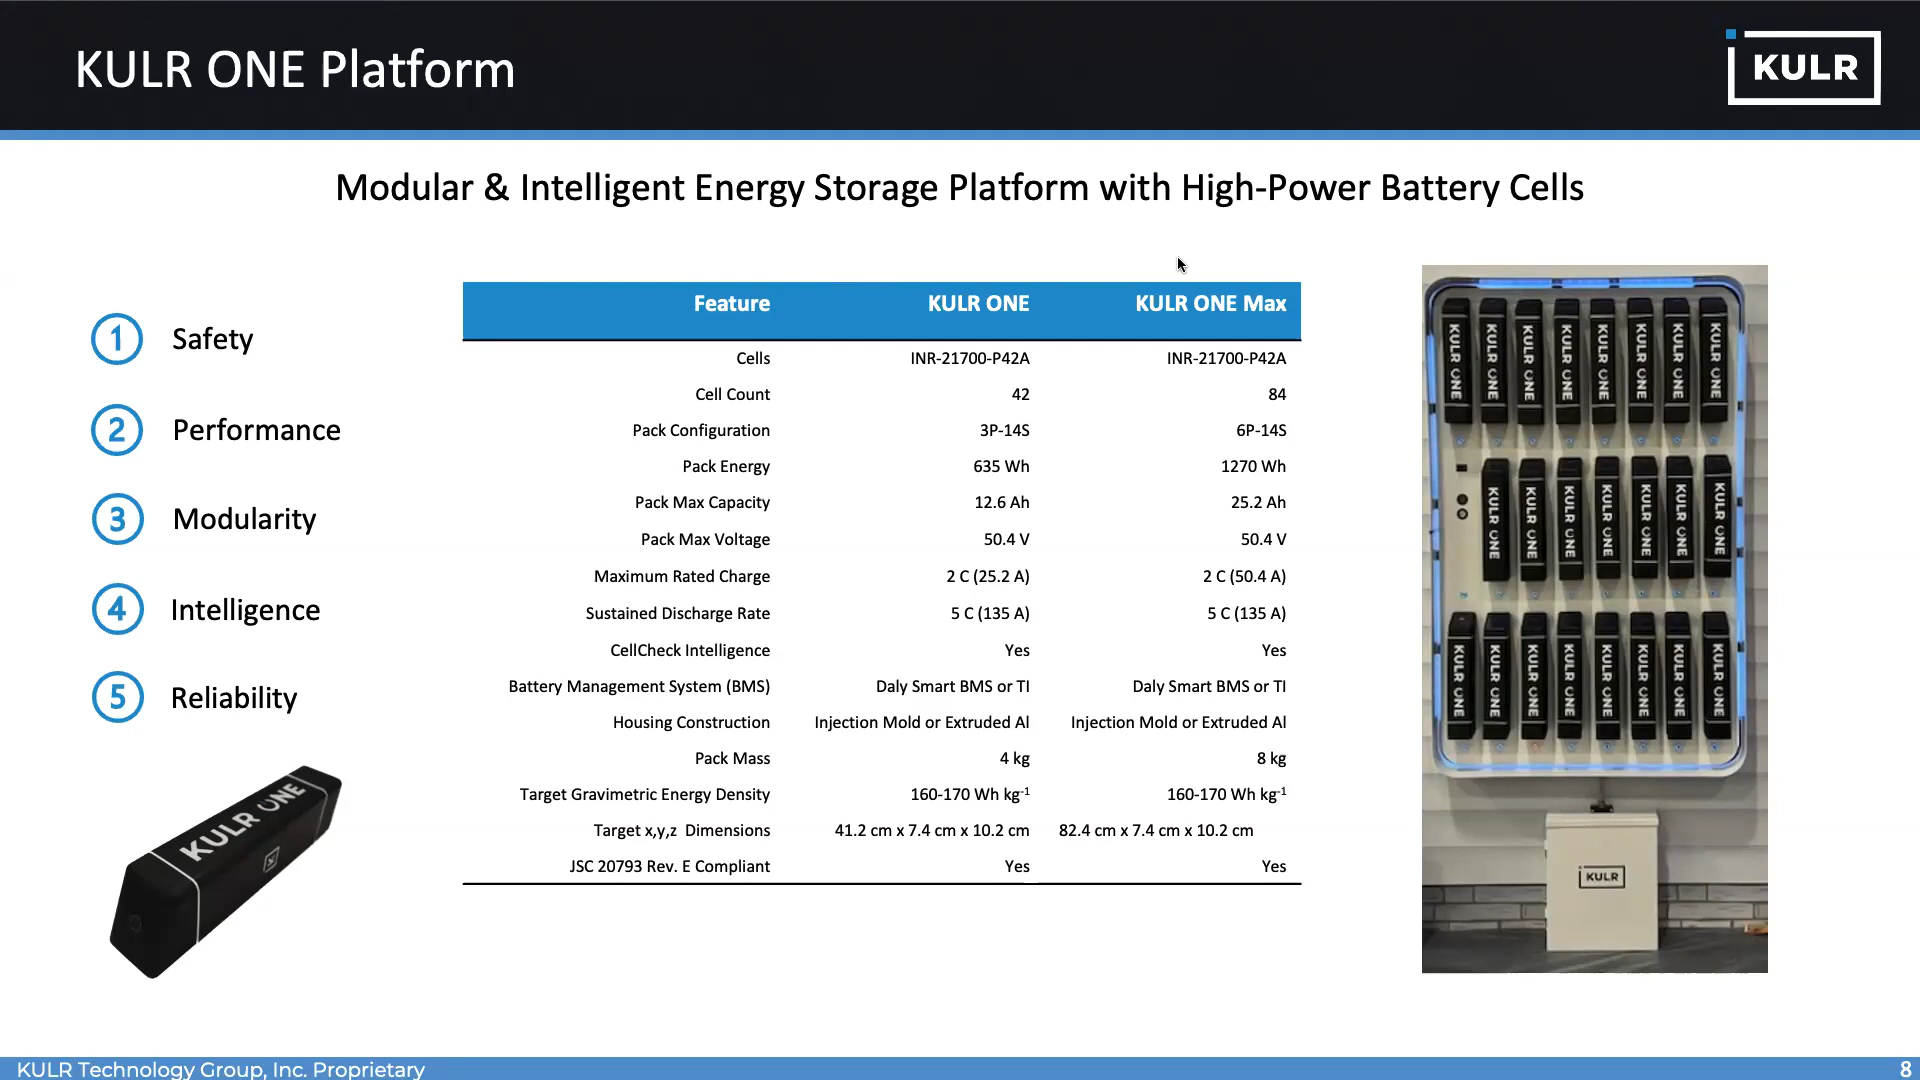 KULR ONE Platform
KULR
Modular & Intelligent Energy Storage Platform with High-Power Battery Cells
1 Safety
2 Performance
3 Modularity
4 Intelligence
5 Reliability
KULR ONE
Feature KULR ONE KULR ONE Max
Cells INR-21700-P42A INR-21700-P42A
Cell Count 42 84
Pack Configuration 3P-14S 6P-14S
Pack Energy 635 Wh 1270 Wh
Pack Max Capacity 12.6 Ah 25.2 Ah
Pack Max Voltage 50.4 V 50.4 V
Maximum Rated Charge 2 C (25.2 A) 2 C (50.4 A)
Sustained Discharge Rate 5 C (135 A) 5 C (135 A)
CellCheck Intelligence Yes Yes
Battery Management System (BMS) Daly Smart BMS or TI Daly Smart BMS or TI
Housing Construction Injection Mold or Extruded Al Injection Mold or Extruded Al
Pack Mass 4 kg 8 kg
Target Gravimetric Energy Density 160-170 Wh kg⁻¹ 160-170 Wh kg⁻¹
Target x,y,z Dimensions 41.2 cm x 7.4 cm x 10.2 cm 82.4 cm x 7.4 cm x 10.2 cm
JSC 20793 Rev. E Compliant Yes Yes
KULR ONE KULR ONE KULR ONE KULR ONE KULR ONE KULR ONE KULR ONE KULR ONE
KULR ONE KULR ONE KULR ONE KULR ONE KULR ONE KULR ONE KULR ONE
KULR ONE KULR ONE KULR ONE KULR ONE KULR ONE KULR ONE KULR ONE KULR ONE
KULR
KULR Technology Group, Inc. Proprietary
8